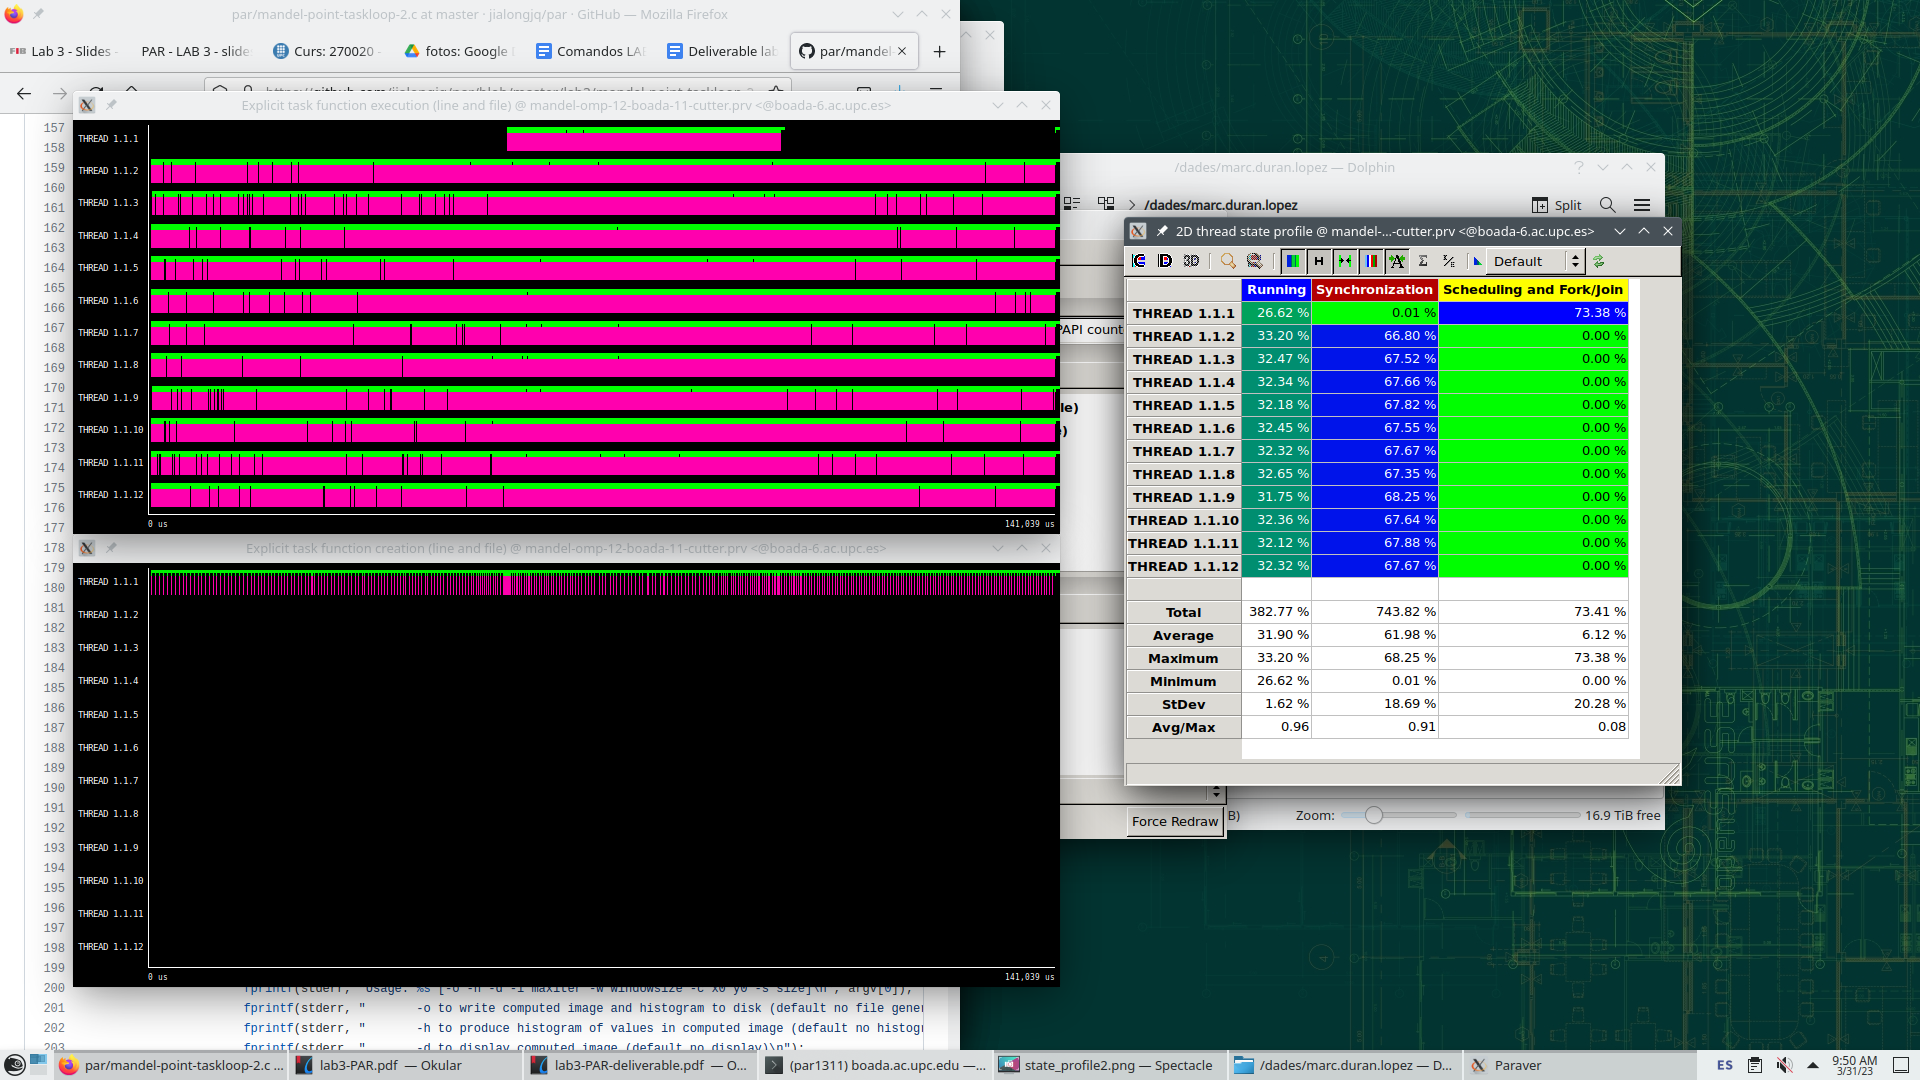 par/mandel-point-taskloop-2.c at master · jialongjq/par · GitHub — Mozilla Firefox
Lab 3 - Slides -
PAR - LAB 3 - slide
Curs: 270020 -
fotos: Google
Comandos LA
Deliverable lab
par/mandel-
Explicit task function execution (line and file) @ mandel-omp-12-boada-11-cutter.prv <@boada-6.ac.upc.es>
THREAD 1.1.1
THREAD 1.1.2
THREAD 1.1.3
THREAD 1.1.4
THREAD 1.1.5
THREAD 1.1.6
THREAD 1.1.7
THREAD 1.1.8
THREAD 1.1.9
THREAD 1.1.10
THREAD 1.1.11
THREAD 1.1.12
0 us
141,039 us
Explicit task function creation (line and file) @ mandel-omp-12-boada-11-cutter.prv <@boada-6.ac.upc.es>
THREAD 1.1.1
THREAD 1.1.2
THREAD 1.1.3
THREAD 1.1.4
THREAD 1.1.5
THREAD 1.1.6
THREAD 1.1.7
THREAD 1.1.8
THREAD 1.1.9
THREAD 1.1.10
THREAD 1.1.11
THREAD 1.1.12
0 us
141,039 us
157
158
159
160
161
162
163
164
165
166
167
168
169
170
171
172
173
174
175
176
177
178
179
180
181
182
183
184
185
186
187
188
189
190
191
192
193
194
195
196
197
198
199
200
201 fprintf(stderr, " -o to write computed image and histogram to disk (default no file gener
202 fprintf(stderr, " -h to produce histogram of values in computed image (default no histogr
203 fprintf(stderr, " -d to display computed image (default no display)\n");
/dades/marc.duran.lopez — Dolphin
/dades/marc.duran.lopez
Split
PAPI count
le)
Force Redraw
B)
Zoom:
16.9 TiB free
2D thread state profile @ mandel-...-cutter.prv <@boada-6.ac.upc.es>
3D
H
Σ
Default
Running Synchronization Scheduling and Fork/Join
THREAD 1.1.1 26.62 % 0.01 % 73.38 %
THREAD 1.1.2 33.20 % 66.80 % 0.00 %
THREAD 1.1.3 32.47 % 67.52 % 0.00 %
THREAD 1.1.4 32.34 % 67.66 % 0.00 %
THREAD 1.1.5 32.18 % 67.82 % 0.00 %
THREAD 1.1.6 32.45 % 67.55 % 0.00 %
THREAD 1.1.7 32.32 % 67.67 % 0.00 %
THREAD 1.1.8 32.65 % 67.35 % 0.00 %
THREAD 1.1.9 31.75 % 68.25 % 0.00 %
THREAD 1.1.10 32.36 % 67.64 % 0.00 %
THREAD 1.1.11 32.12 % 67.88 % 0.00 %
THREAD 1.1.12 32.32 % 67.67 % 0.00 %
Total 382.77 % 743.82 % 73.41 %
Average 31.90 % 61.98 % 6.12 %
Maximum 33.20 % 68.25 % 73.38 %
Minimum 26.62 % 0.01 % 0.00 %
StDev 1.62 % 18.69 % 20.28 %
Avg/Max 0.96 0.91 0.08
par/mandel-point-taskloop-2.c ...
lab3-PAR.pdf — Okular
lab3-PAR-deliverable.pdf — O...
(par1311) boada.ac.upc.edu —...
state_profile2.png — Spectacle
/dades/marc.duran.lopez — D...
Paraver
ES
9:50 AM
3/31/23